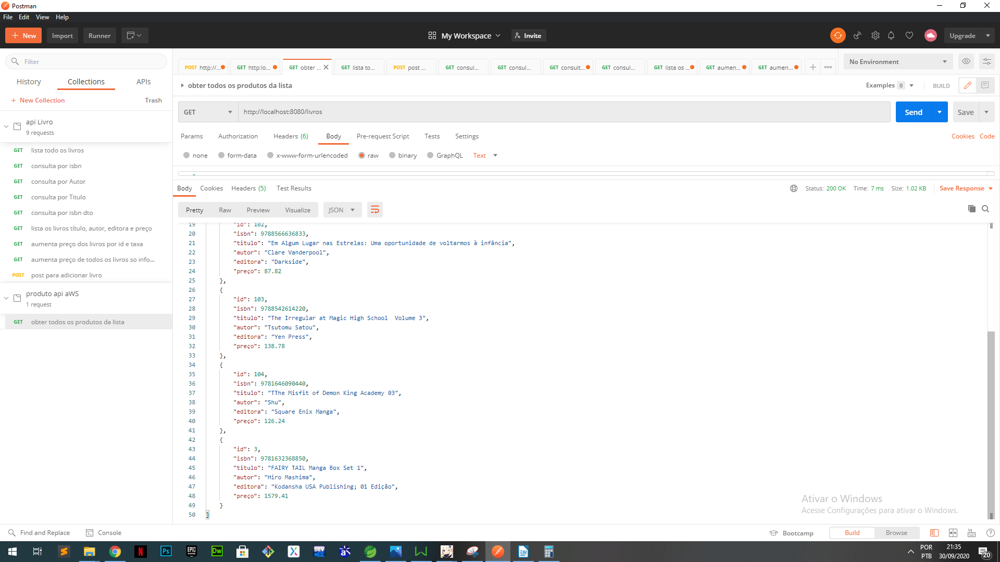 Postman
File Edit View Help
New Import Runner My Workspace Invite Upgrade
Filter
History Collections APIs
New Collection Trash
api Livro
9 requests
GET lista todo os livros
GET consulta por isbn
GET consulta por Autor
GET consulta por Titulo
GET consulta por isbn dto
GET lista os livros título, autor, editora e preço
GET aumenta preço dos livros por id e taxa
GET aumenta preço de todos os livros so info...
POST post para adicionar livro
produto api aWS
1 request
GET obter todos os produtos da lista
POST http://... GET http:lo... GET obter ... GET lista to... POST post ... GET consul... GET consul... GET consult... GET consul... GET lista os ... GET aumen... GET aumen... No Environment
obter todos os produtos da lista Examples 0 BUILD
GET http://localhost:8080/livros Send Save
Params Authorization Headers (6) Body Pre-request Script Tests Settings Cookies Code
none form-data x-www-form-urlencoded raw binary GraphQL Text
Body Cookies Headers (5) Test Results Status: 200 OK Time: 7 ms Size: 1.02 KB Save Response
Pretty Raw Preview Visualize JSON
19 "id": 102,
20 "isbn": 9788566636833,
21 "titulo": "Em Algum Lugar nas Estrelas: Uma oportunidade de voltarmos à infância",
22 "autor": "Clare Vanderpool",
23 "editora": "Darkside",
24 "preço": 87.82
25 },
26 {
27 "id": 103,
28 "isbn": 9788542614220,
29 "titulo": "The Irregular at Magic High School  Volume 3",
30 "autor": "Tsutomu Satou",
31 "editora": "Yen Press",
32 "preço": 138.78
33 },
34 {
35 "id": 104,
36 "isbn": 9781646090440,
37 "titulo": "TThe Misfit of Demon King Academy 03",
38 "autor": "Shu",
39 "editora": "Square Enix Manga",
40 "preço": 126.24
41 },
42 {
43 "id": 3,
44 "isbn": 9781632368850,
45 "titulo": "FAIRY TAIL Manga Box Set 1",
46 "autor": "Hiro Mashima",
47 "editora": "Kodansha USA Publishing; 01 Edição",
48 "preço": 1579.41
49 }
50 ]
Ativar o Windows
Acesse Configurações para ativar o Windows.
Find and Replace Console Bootcamp Build Browse
N Ps EPIC GAMES Dw DEV POR PTB 21:35 30/09/2020 20